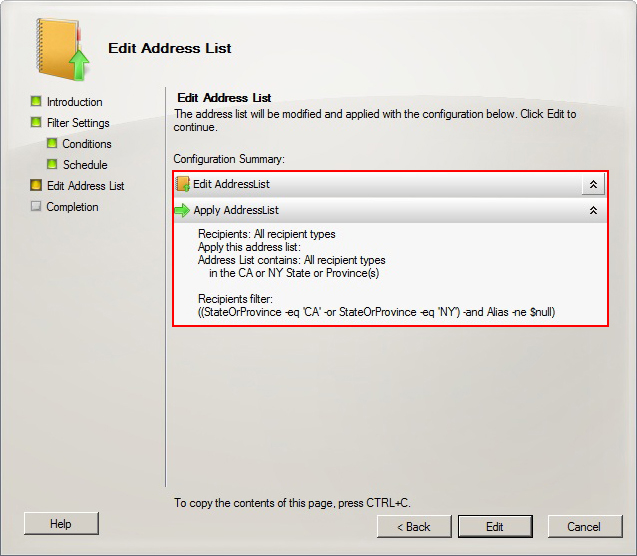 Edit Address List
Introduction
Filter Settings
Conditions
Schedule
Edit Address List
Completion
Edit Address List
The address list will be modified and applied with the configuration below. Click Edit to
continue.
Configuration Summary:
Edit AddressList
Apply AddressList
Recipients: All recipient types
Apply this address list:
Address List contains: All recipient types
in the CA or NY State or Province(s)
Recipients filter:
((StateOrProvince -eq 'CA' -or StateOrProvince -eq 'NY') -and Alias -ne $null)
To copy the contents of this page, press CTRL+C.
Help
< Back
Edit
Cancel